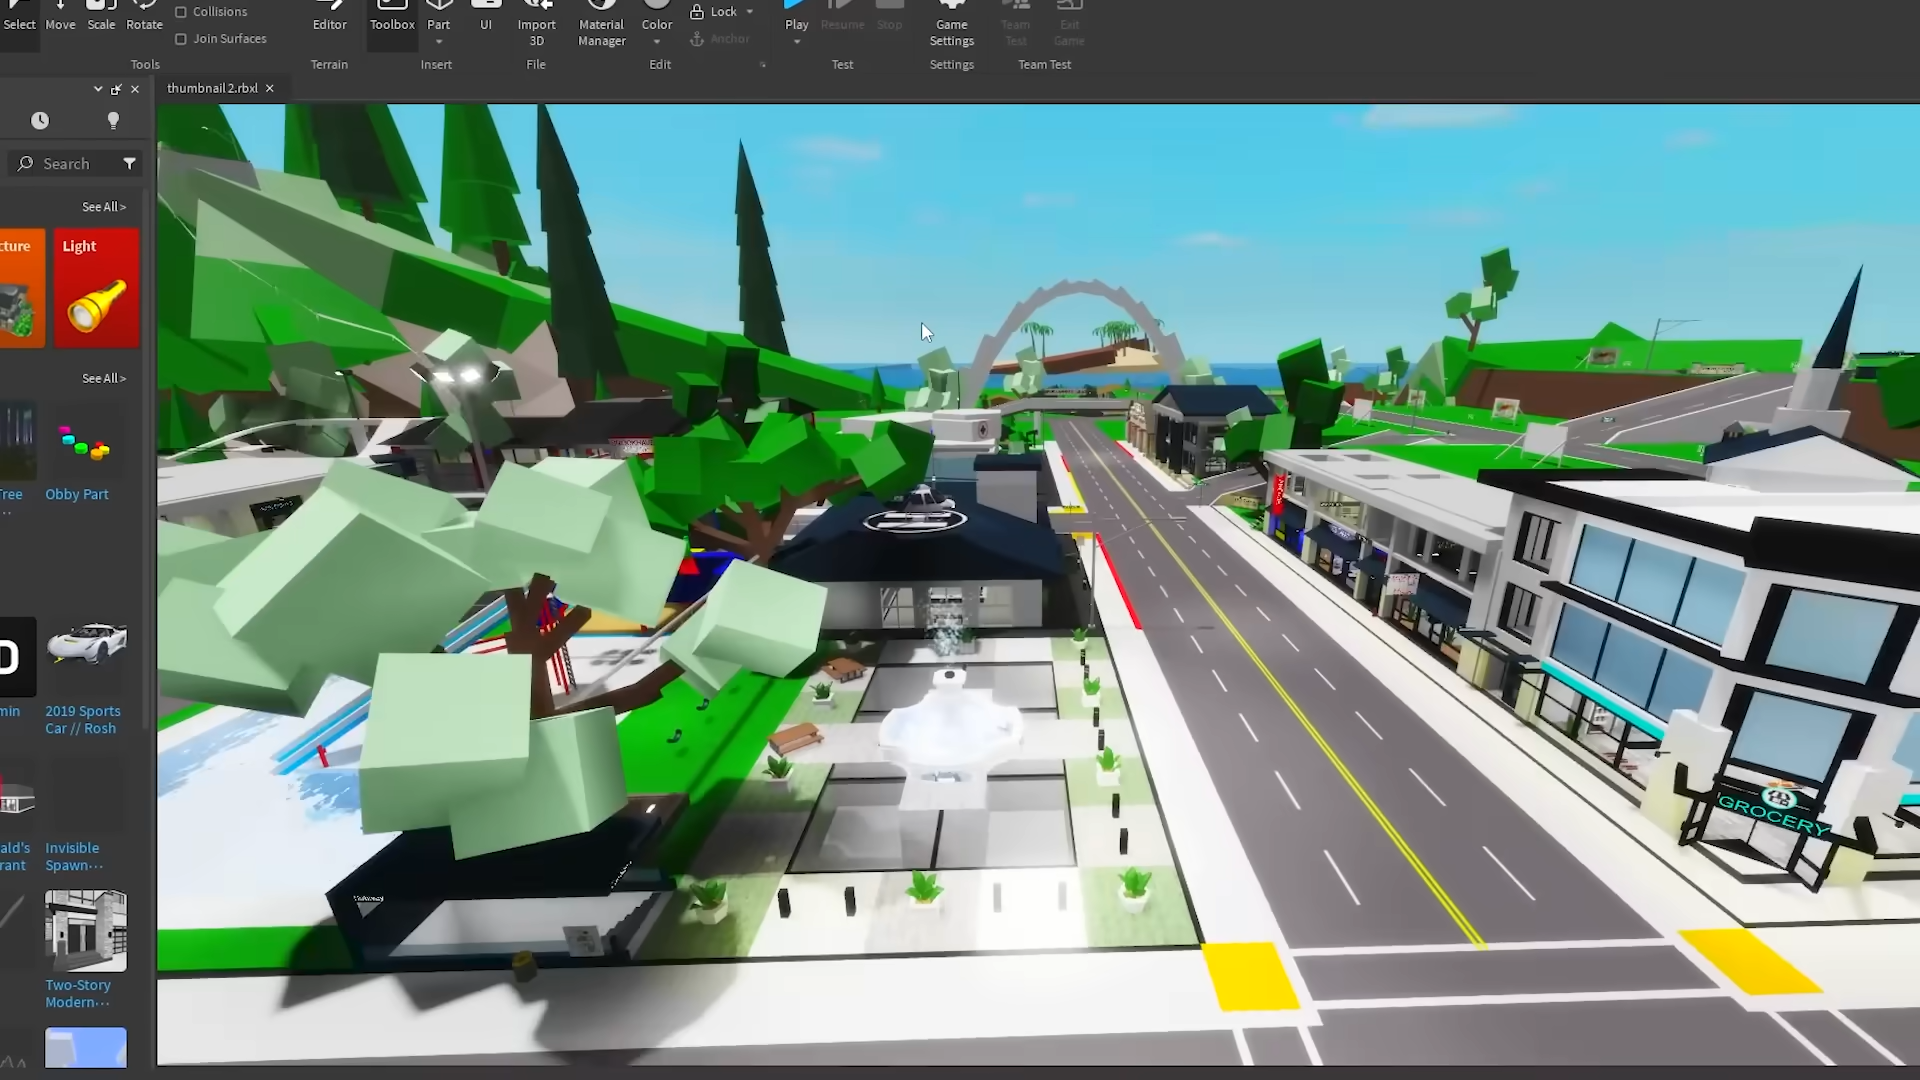 Select Move Scale Rotate
Collisions
Join Surfaces
Tools
Editor
Terrain
Toolbox
Part
UI
Insert
Import
3D
File
Material
Manager
Color
Lock
Anchor
Edit
Play Resume Stop
Test
Game
Settings
Settings
Team
Test
Exit
Game
Team Test
thumbnail2.rbxl
Search
See All >
cture
Light
See All >
Tree
...
Obby Part
min
2019 Sports
Car // Rosh
ald's
rant
Invisible
Spawn...
Two-Story
Modern...
GROCERY